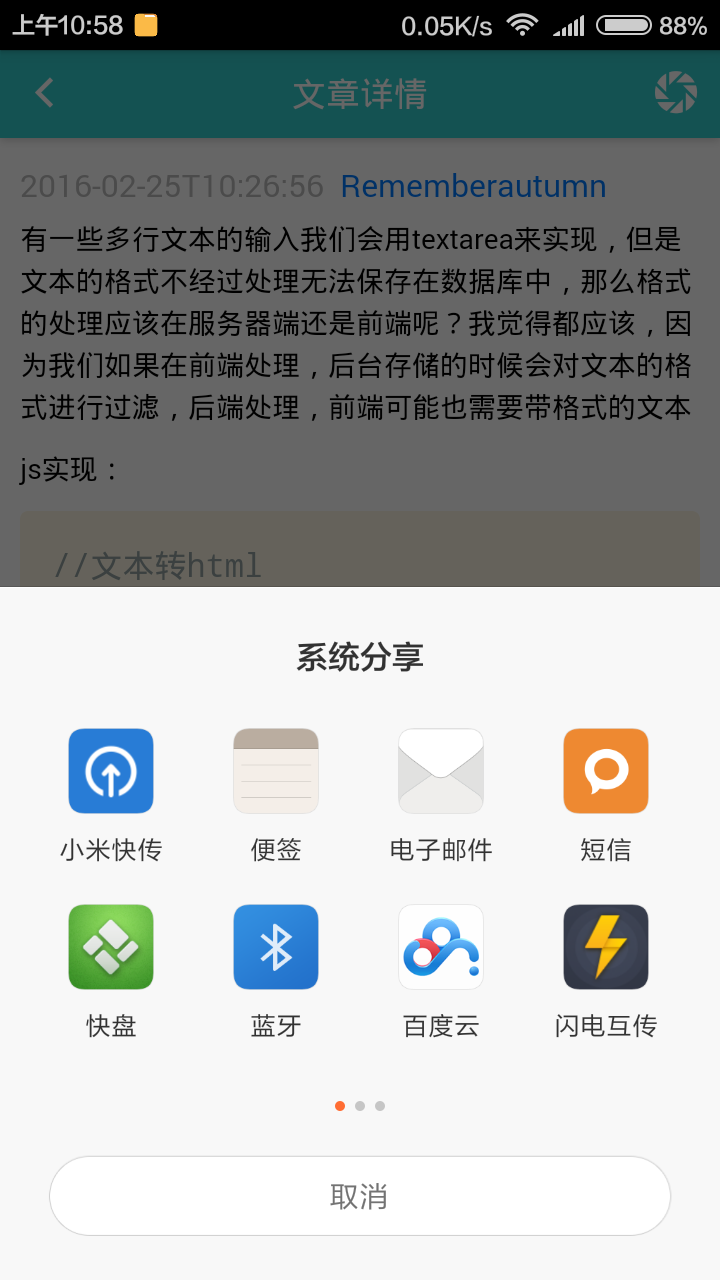 上午10:58
0.05K/s
88%
文章详情
2016-02-25T10:26:56 Rememberautumn
有一些多行文本的输入我们会用textarea来实现，但是
文本的格式不经过处理无法保存在数据库中，那么格式
的处理应该在服务器端还是前端呢？我觉得都应该，因
为我们如果在前端处理，后台存储的时候会对文本的格
式进行过滤，后端处理，前端可能也需要带格式的文本
js实现：
//文本转html
系统分享
小米快传
便签
电子邮件
短信
快盘
蓝牙
百度云
闪电互传
取消